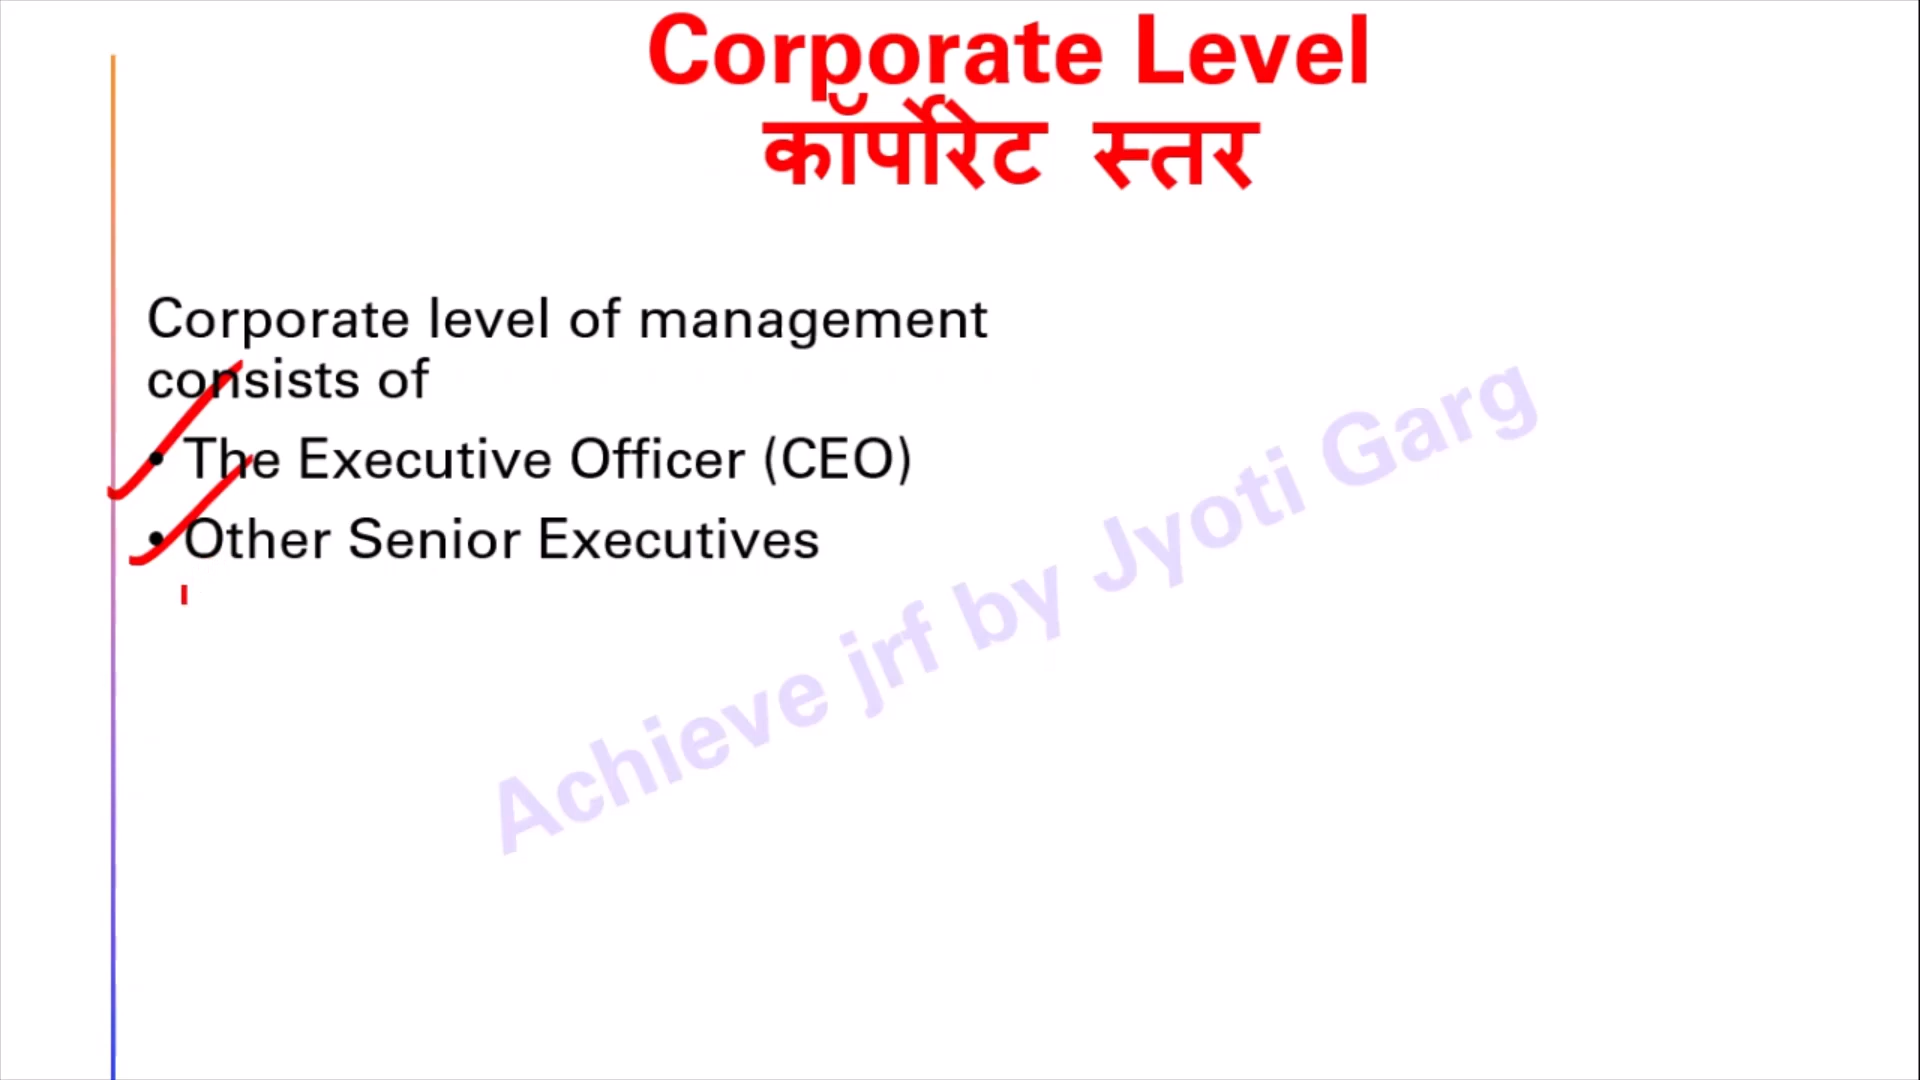 Corporate Level
कॉर्पोरेट स्तर
Corporate level of management
consists of
• The Executive Officer (CEO)
• Other Senior Executives
Achieve jrf by Jyoti Garg